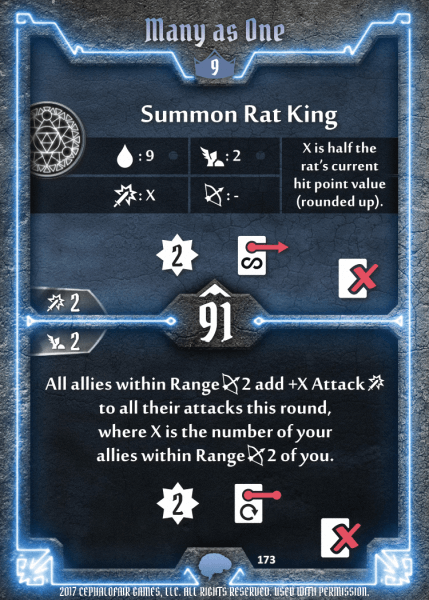 Many as One
9
Summon Rat King
: 9
: 2
X is half the
rat's current
hit point value
(rounded up).
: X
: -
2
2
91
2
All allies within Range 2 add +X Attack
to all their attacks this round,
where X is the number of your
allies within Range 2 of you.
2
173
2017 Cephalofair Games, LLC. All rights reserved. Used with permission.